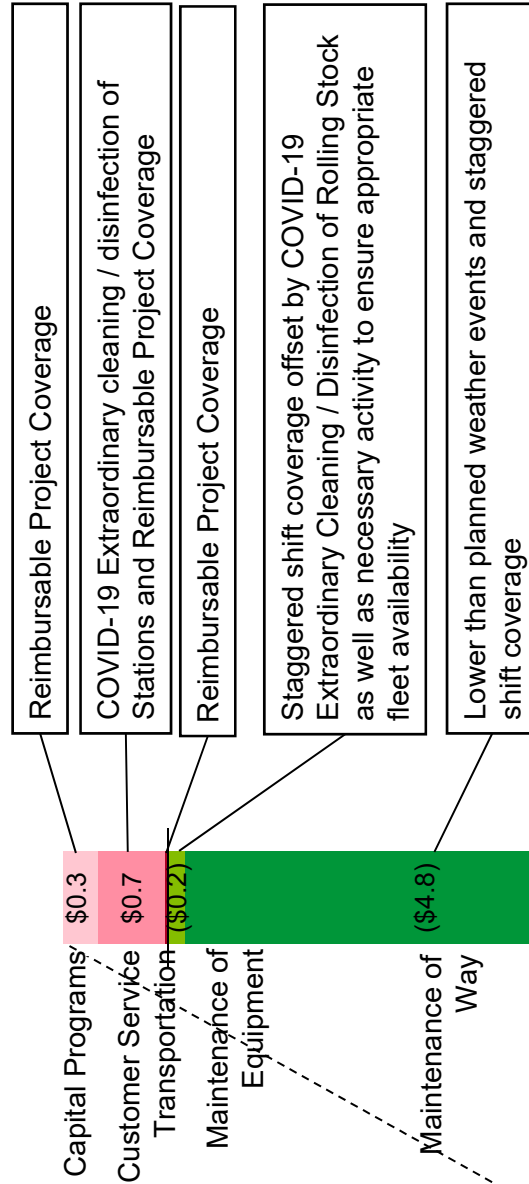 Capital Programs
$0.3
Reimbursable Project Coverage
Customer Service
$0.7
COVID-19 Extraordinary cleaning / disinfection of
Stations and Reimbursable Project Coverage
Transportation
Reimbursable Project Coverage
Maintenance of
Equipment
($0.2)
Staggered shift coverage offset by COVID-19
Extraordinary Cleaning / Disinfection of Rolling Stock
as well as necessary activity to ensure appropriate
fleet availability
Maintenance of
Way
($4.8)
Lower than planned weather events and staggered
shift coverage